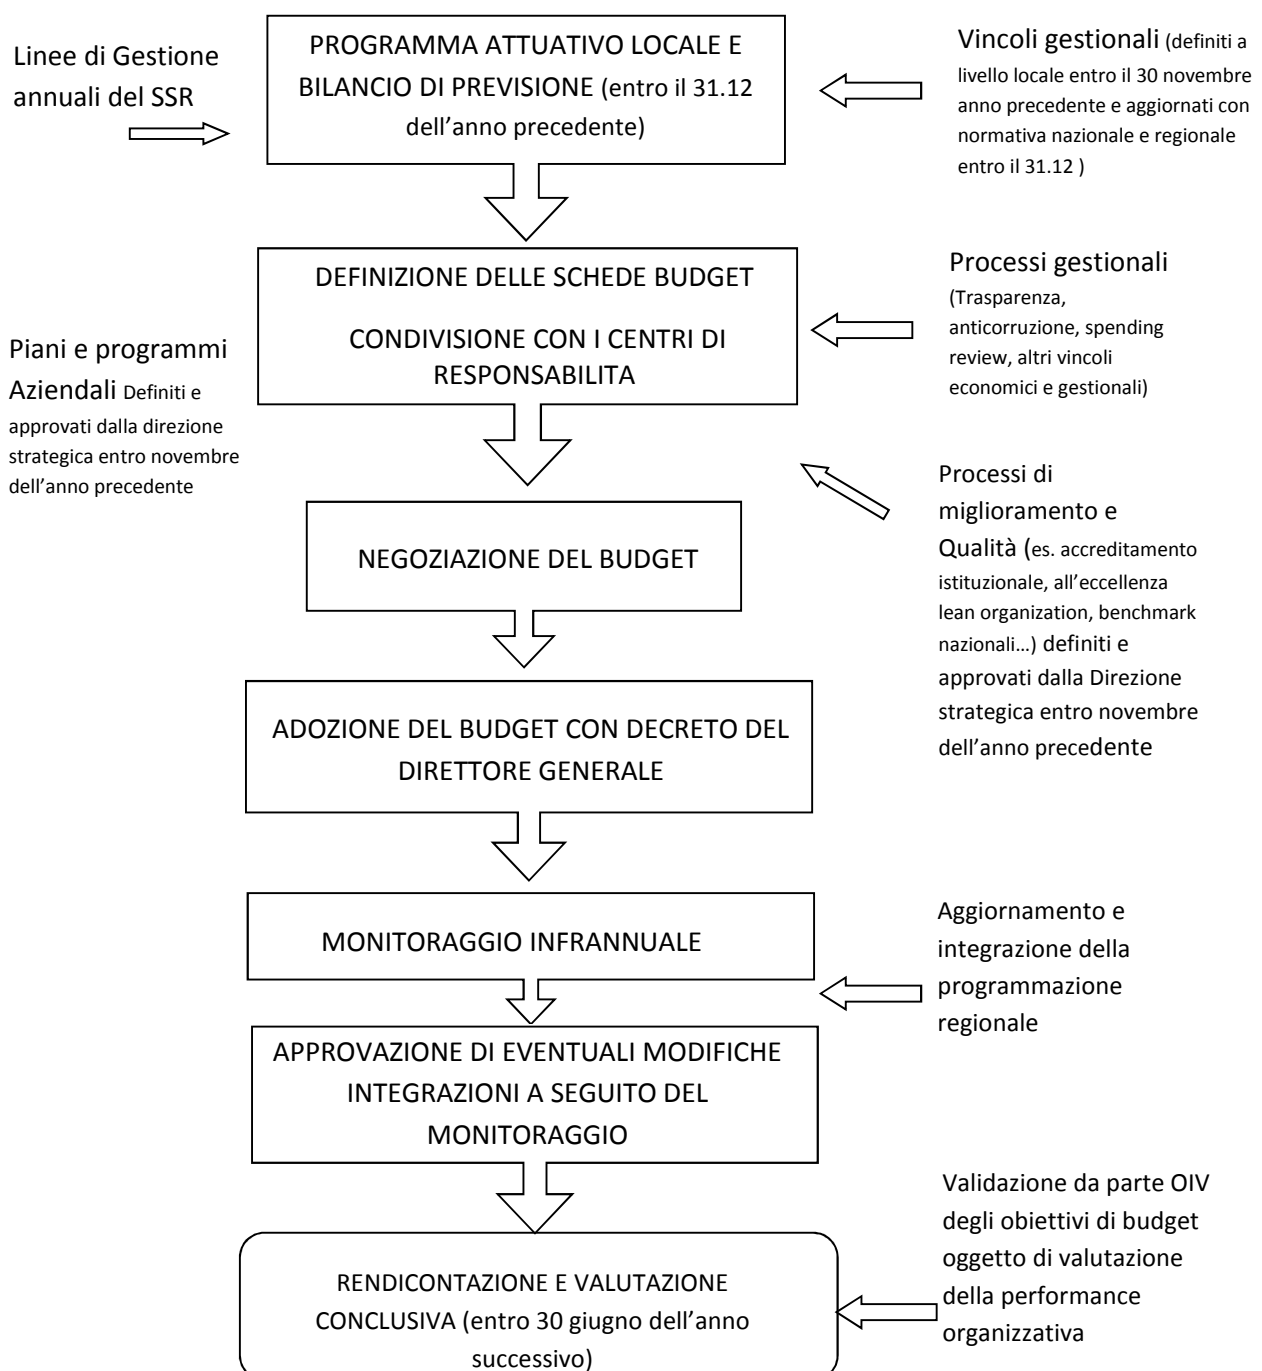 Linee di Gestione
annuali del SSR
PROGRAMMA ATTUATIVO LOCALE E
BILANCIO DI PREVISIONE (entro il 31.12
dell'anno precedente)
Vincoli gestionali (definiti a
livello locale entro il 30 novembre
anno precedente e aggiornati con
normativa nazionale e regionale
entro il 31.12 )
DEFINIZIONE DELLE SCHEDE BUDGET
CONDIVISIONE CON I CENTRI DI
RESPONSABILITA
Processi gestionali
(Trasparenza,
anticorruzione, spending
review, altri vincoli
economici e gestionali)
Piani e programmi
Aziendali Definiti e
approvati dalla direzione
strategica entro novembre
dell'anno precedente
Processi di
miglioramento e
Qualità (es. accreditamento
istituzionale, all'eccellenza
lean organization, benchmark
nazionali…) definiti e
approvati dalla Direzione
strategica entro novembre
dell'anno precedente
NEGOZIAZIONE DEL BUDGET
ADOZIONE DEL BUDGET CON DECRETO DEL
DIRETTORE GENERALE
MONITORAGGIO INFRANNUALE
Aggiornamento e
integrazione della
programmazione
regionale
APPROVAZIONE DI EVENTUALI MODIFICHE
INTEGRAZIONI A SEGUITO DEL
MONITORAGGIO
Validazione da parte OIV
degli obiettivi di budget
oggetto di valutazione
della performance
organizzativa
RENDICONTAZIONE E VALUTAZIONE
CONCLUSIVA (entro 30 giugno dell'anno
successivo)